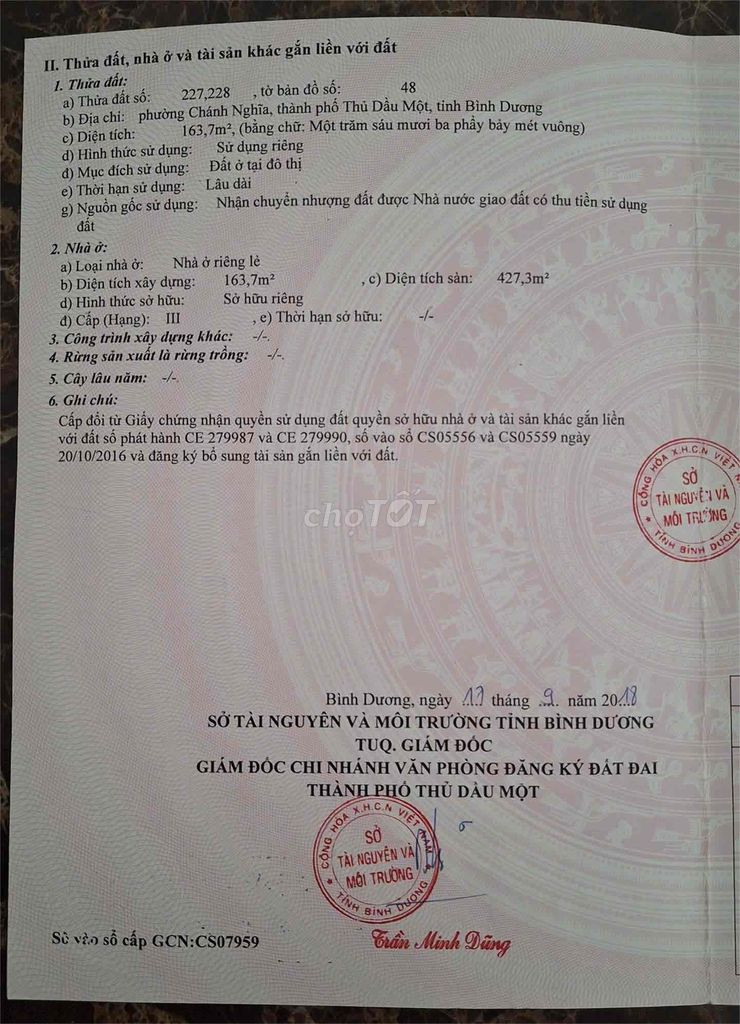 II. Thửa đất, nhà ở và tài sản khác gắn liền với đất
1. Thửa đất:
a) Thửa đất số: 227,228 , tờ bản đồ số: 48
b) Địa chỉ: phường Chánh Nghĩa, thành phố Thủ Dầu Một, tỉnh Bình Dương
c) Diện tích: 163,7m², (bằng chữ: Một trăm sáu mươi ba phẩy bảy mét vuông)
d) Hình thức sử dụng: Sử dụng riêng
đ) Mục đích sử dụng: Đất ở tại đô thị
e) Thời hạn sử dụng: Lâu dài
g) Nguồn gốc sử dụng: Nhận chuyển nhượng đất được Nhà nước giao đất có thu tiền sử dụng
đất
2. Nhà ở:
a) Loại nhà ở: Nhà ở riêng lẻ
b) Diện tích xây dựng: 163,7m² , c) Diện tích sàn: 427,3m²
d) Hình thức sở hữu: Sở hữu riêng
đ) Cấp (Hạng): III , e) Thời hạn sở hữu: -/-
3. Công trình xây dựng khác: -/-.
4. Rừng sản xuất là rừng trồng: -/-.
5. Cây lâu năm: -/-.
6. Ghi chú:
Cấp đổi từ Giấy chứng nhận quyền sử dụng đất quyền sở hữu nhà ở và tài sản khác gắn liền
với đất số phát hành CE 279987 và CE 279990, số vào sổ CS05556 và CS05559 ngày
20/10/2016 và đăng ký bổ sung tài sản gắn liền với đất.
CỘNG HÒA X.H.C.N VIỆT NAM
SỞ
TÀI NGUYÊN VÀ
MÔI TRƯỜNG
TỈNH BÌNH DƯƠNG
chợTỐT
Bình Dương, ngày 17 tháng 9 năm 2018
SỞ TÀI NGUYÊN VÀ MÔI TRƯỜNG TỈNH BÌNH DƯƠNG
TUQ. GIÁM ĐỐC
GIÁM ĐỐC CHI NHÁNH VĂN PHÒNG ĐĂNG KÝ ĐẤT ĐAI
THÀNH PHỐ THỦ DẦU MỘT
CỘNG HÒA X.H.C.N VIỆT NAM
SỞ
TÀI NGUYÊN VÀ
MÔI TRƯỜNG
TỈNH BÌNH DƯƠNG
Số vào sổ cấp GCN:CS07959
Trần Minh Dũng